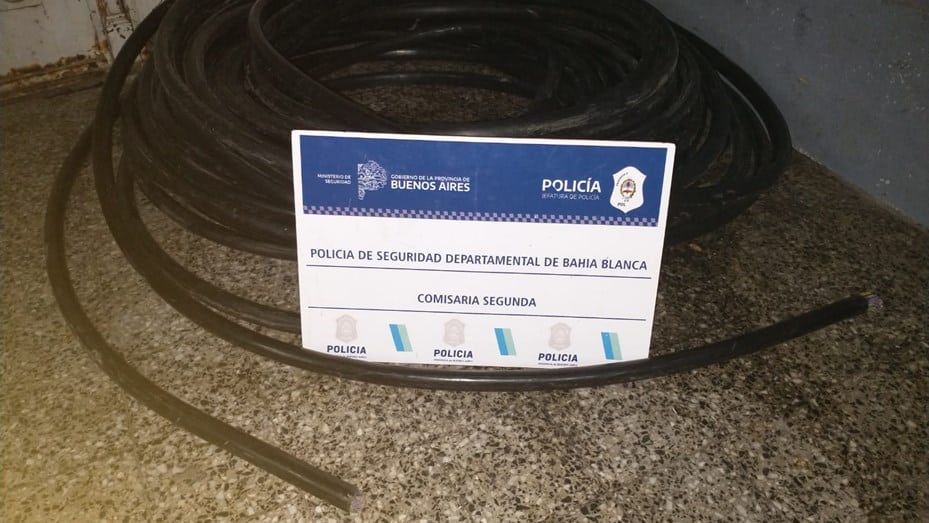 MINISTERIO DE
SEGURIDAD
GOBIERNO DE LA PROVINCIA DE
BUENOS AIRES
POLICÍA
JEFATURA DE POLICÍA
POLICIA DE SEGURIDAD DEPARTAMENTAL DE BAHIA BLANCA
COMISARIA SEGUNDA
POLICIA
POLICIA
POLICIA